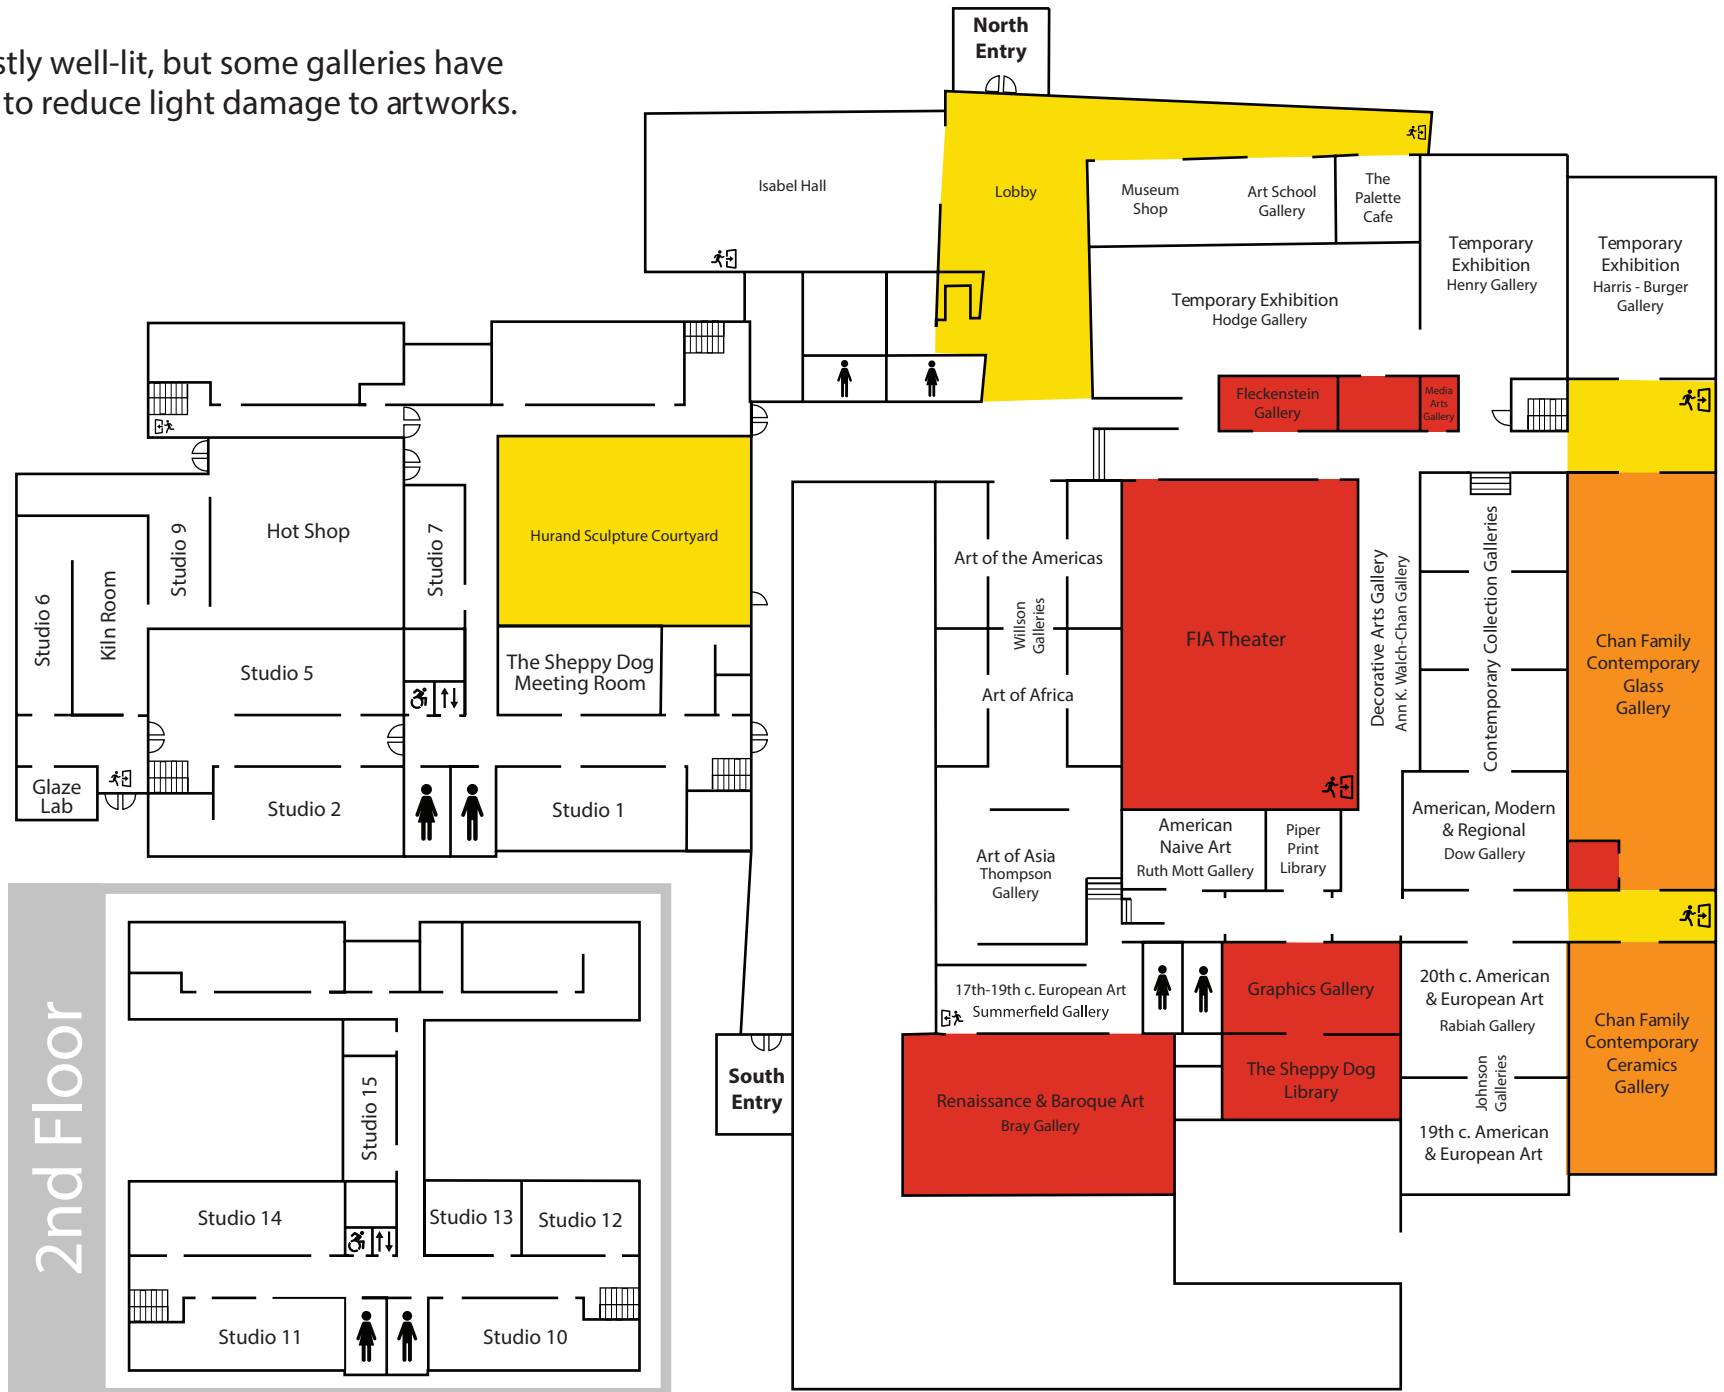 stly well-lit, but some galleries have
to reduce light damage to artworks.
North
Entry
Isabel Hall
Lobby
Museum
Shop
Art School
Gallery
The
Palette
Cafe
Temporary
Exhibition
Henry Gallery
Temporary
Exhibition
Harris - Burger
Gallery
Temporary Exhibition
Hodge Gallery
Fleckenstein
Gallery
Media
Arts
Gallery
Hot Shop
Studio 9
Studio 7
Studio 6
Kiln Room
Studio 5
Hurand Sculpture Courtyard
The Sheppy Dog
Meeting Room
Glaze
Lab
Studio 2
Studio 1
Art of the Americas
Willson
Galleries
Art of Africa
FIA Theater
Decorative Arts Gallery
Ann K. Walch-Chan Gallery
Contemporary Collection Galleries
Chan Family
Contemporary
Glass
Gallery
American, Modern
& Regional
Dow Gallery
American
Naive Art
Ruth Mott Gallery
Piper
Print
Library
Art of Asia
Thompson
Gallery
17th-19th c. European Art
Summerfield Gallery
Graphics Gallery
20th c. American
& European Art
Rabiah Gallery
Johnson
Galleries
19th c. American
& European Art
Chan Family
Contemporary
Ceramics
Gallery
South
Entry
Renaissance & Baroque Art
Bray Gallery
The Sheppy Dog
Library
2nd Floor
Studio 15
Studio 14
Studio 13
Studio 12
Studio 11
Studio 10